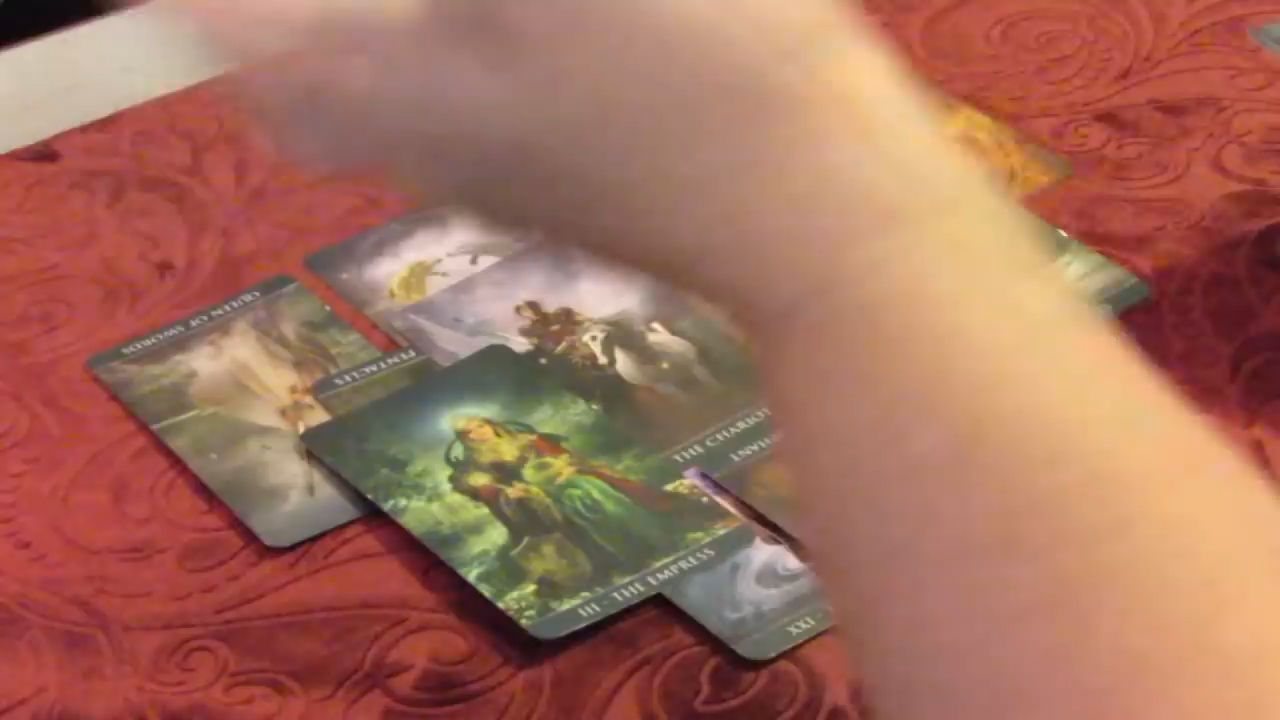 QUEEN OF SWORDS
PENTACLES
THE CHARIOT
III - THE EMPRESS
XXI